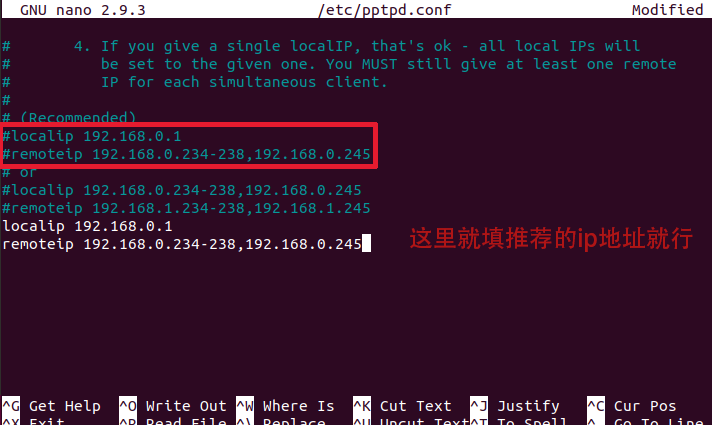 GNU nano 2.9.3 /etc/pptpd.conf Modified
# 4. If you give a single localIP, that's ok - all local IPs will
# be set to the given one. You MUST still give at least one remote
# IP for each simultaneous client.
#
# (Recommended)
#localip 192.168.0.1
#remoteip 192.168.0.234-238,192.168.0.245
# or
#localip 192.168.0.234-238,192.168.0.245
#remoteip 192.168.1.234-238,192.168.1.245
localip 192.168.0.1
remoteip 192.168.0.234-238,192.168.0.245
这里就填推荐的ip地址就行
^G Get Help ^O Write Out ^W Where Is ^K Cut Text ^J Justify ^C Cur Pos
^X Exit ^R Read File ^\ Replace ^U Uncut Text ^T To Spell ^_ Go To Line